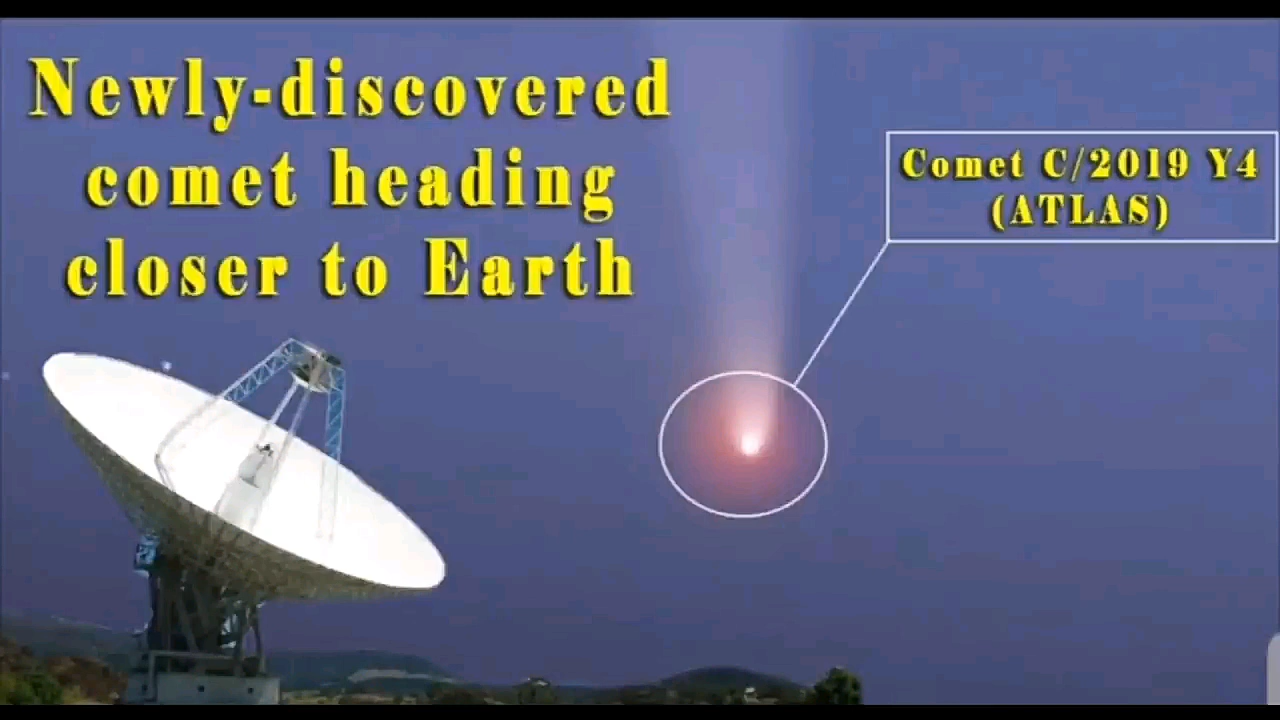 Newly-discovered
comet heading
closer to Earth
Comet C/2019 Y4
(ATLAS)